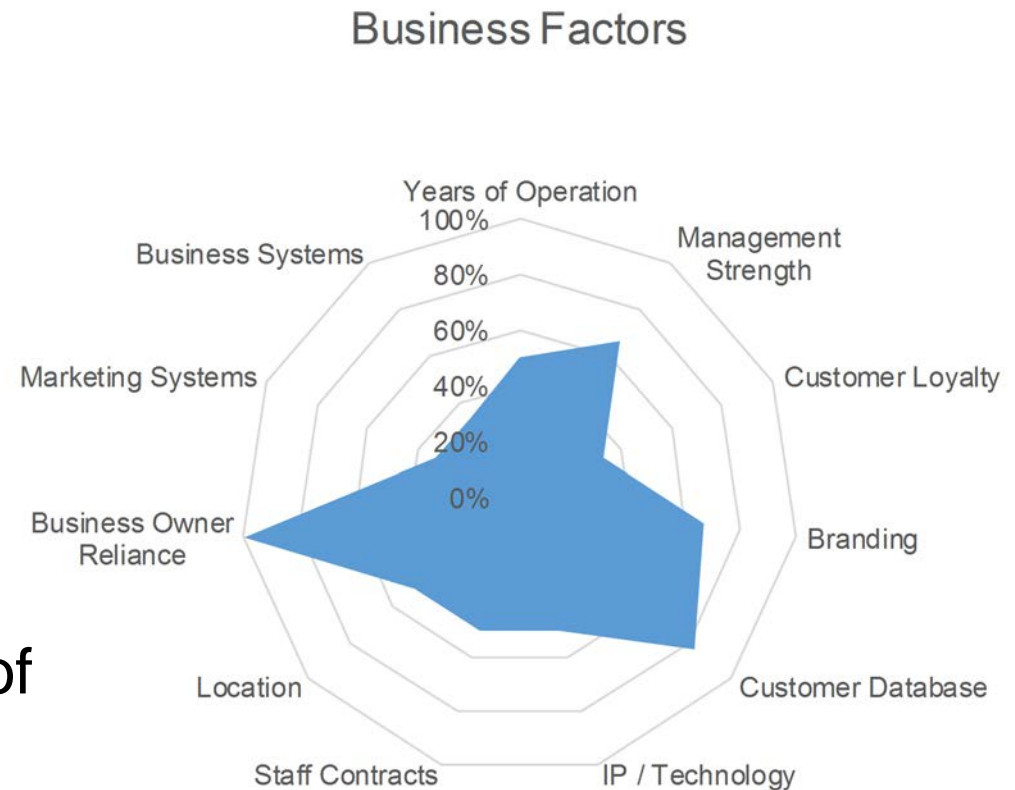 Business Factors
Years of Operation
100%
Management
Strength
Business Systems
80%
60%
Marketing Systems
40%
Customer Loyalty
20%
0%
Business Owner
Reliance
Branding
of
Location
Customer Database
Staff Contracts
IP / Technology